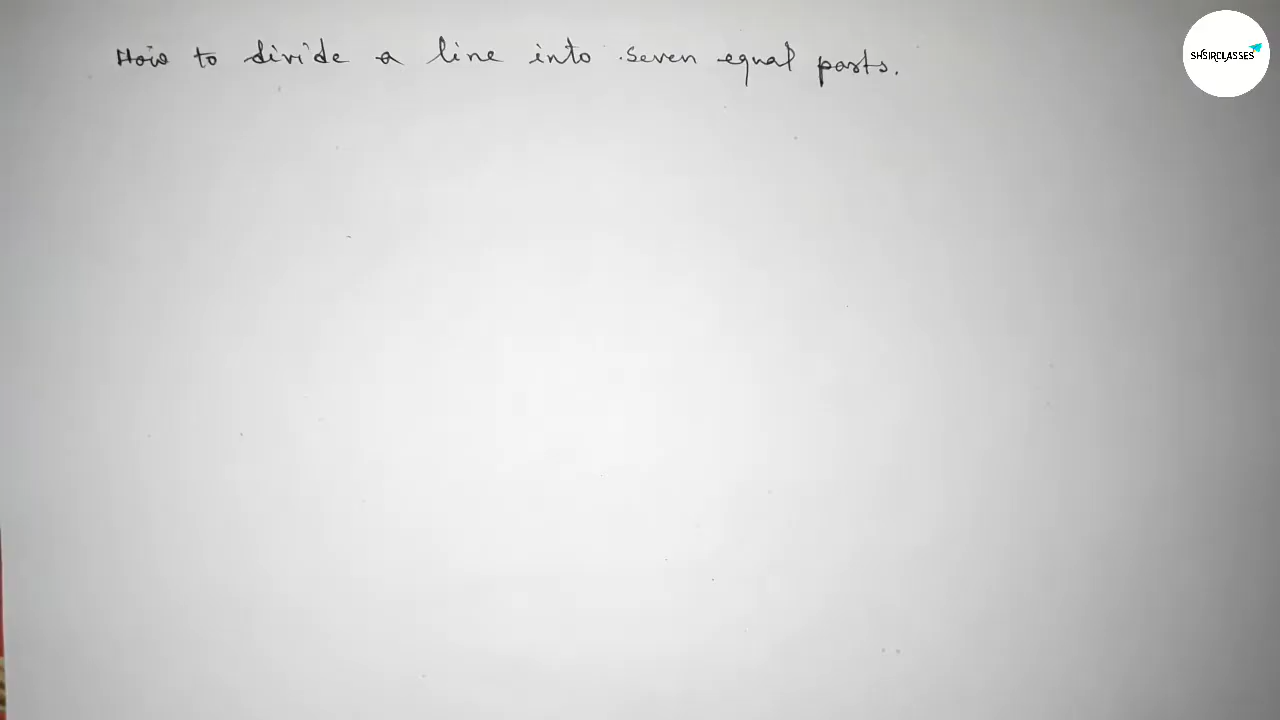 How to divide a line into seven equal parts.
SHSIRCLASSES